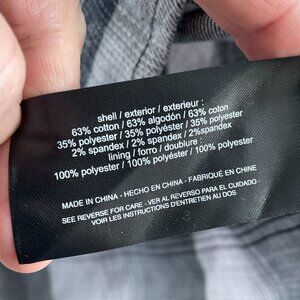 shell / exterior / exterieur :
63% cotton / 63% algodón / 63% coton
35% polyester / 35% poliéster / 35% polyester
2% spandex / 2% spandex / 2%spandex
lining / forro / doublure
100% polyester / 100% poliéster / 100% polyester
MADE IN CHINA - HECHO EN CHINA - FABRIQUÉ EN CHINE
SEE REVERSE FOR CARE - VER AL REVERSO PARA EL CUIDADO -
VOIR LES INSTRUCTIONS D'ENTRETIEN AU DOS